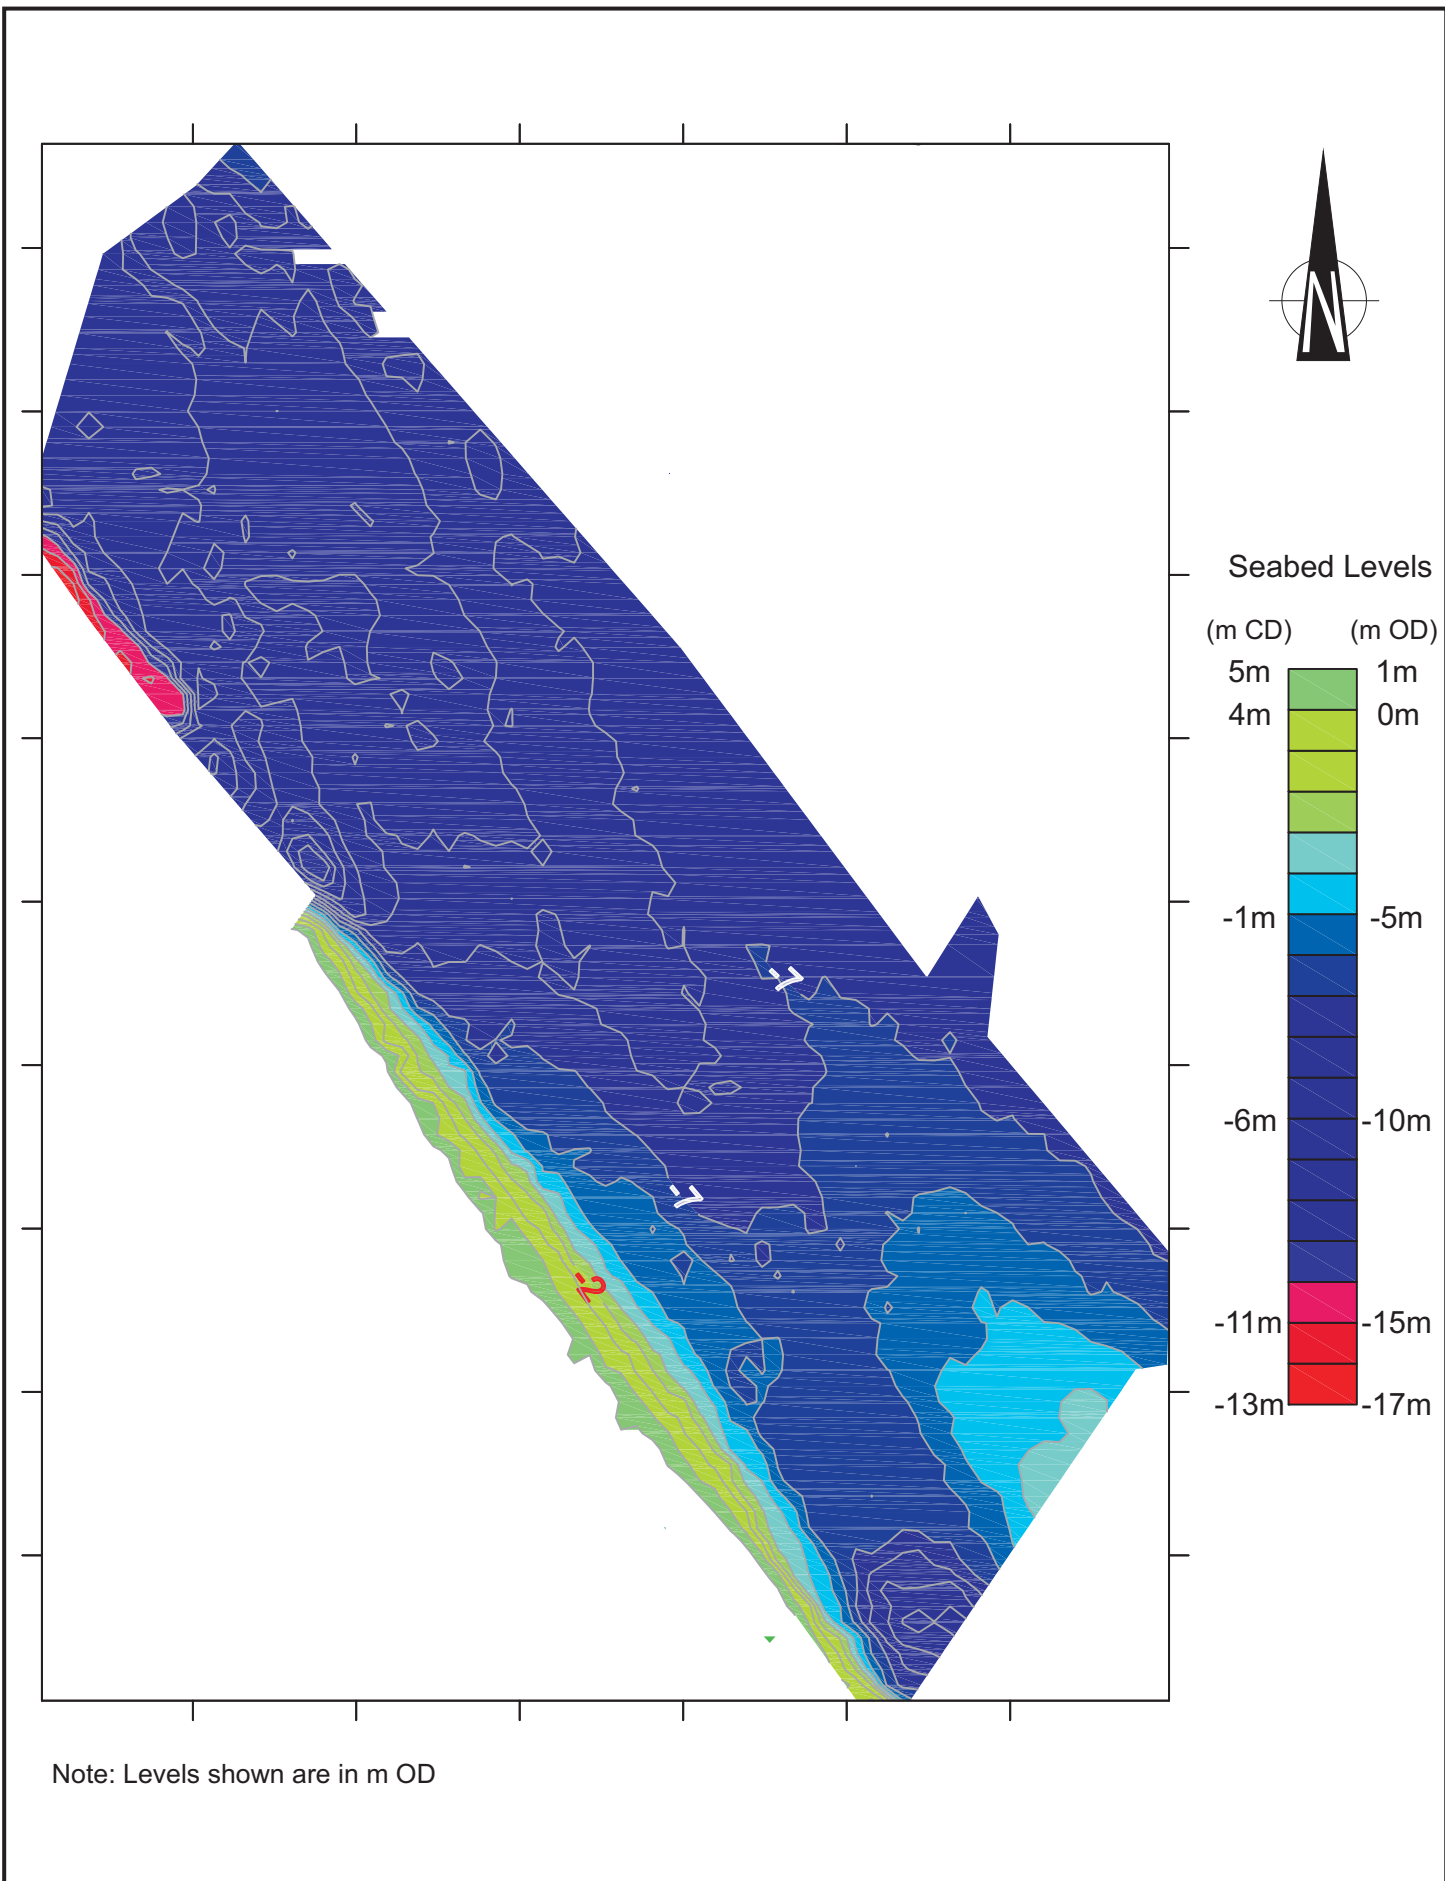 N
Seabed Levels
(m CD) (m OD)
5m 1m
4m 0m
-1m -5m
-7
-6m -10m
-7
-2
-11m -15m
-13m -17m
Note: Levels shown are in m OD